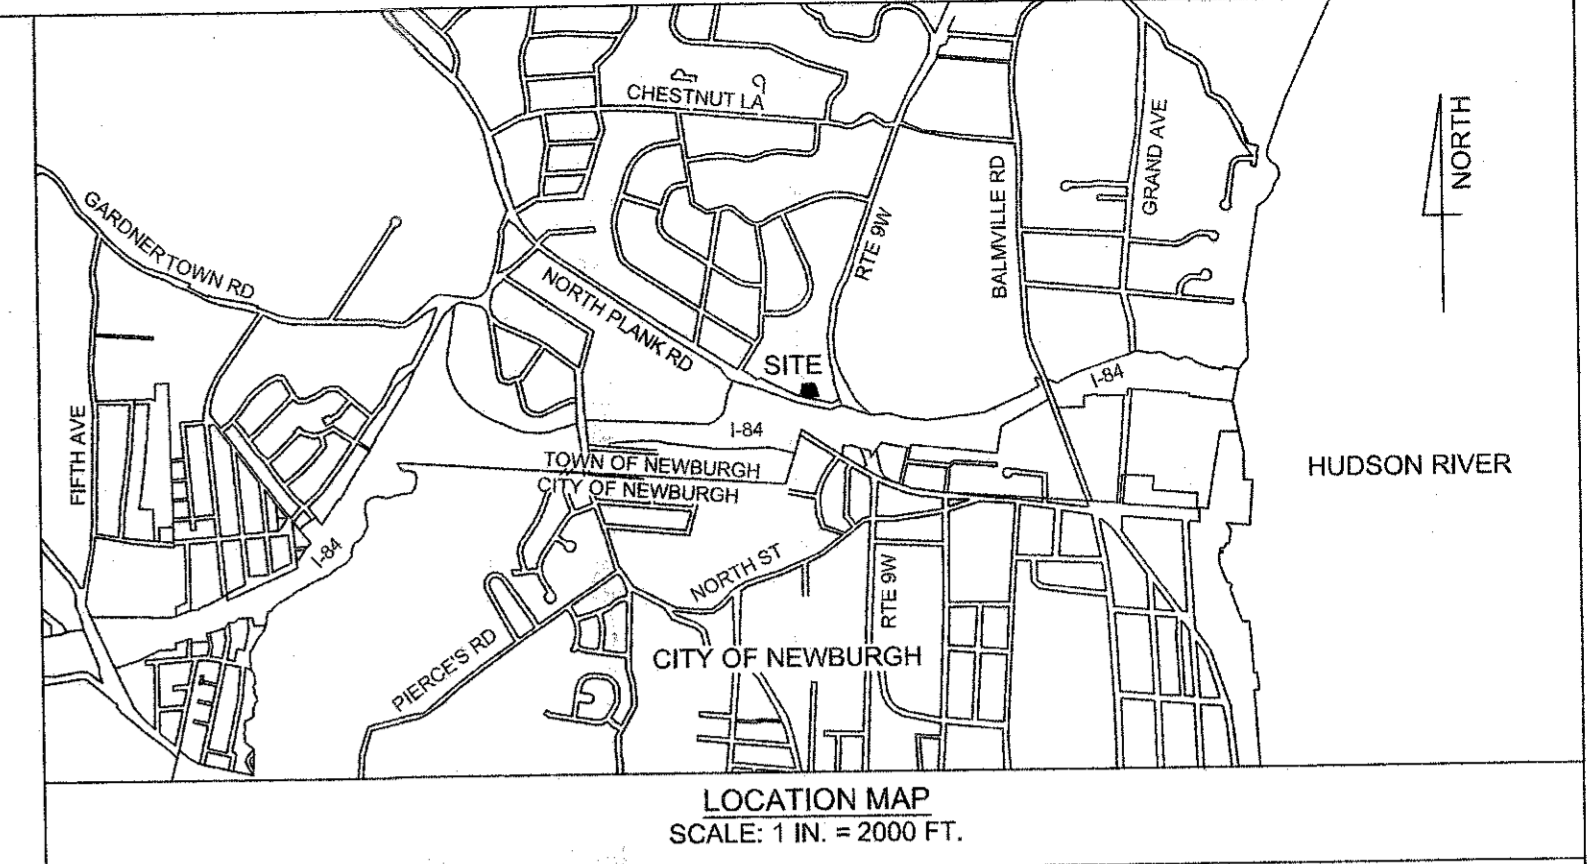 CHESTNUT LA
GRAND AVE
NORTH
BALMVILLE RD
GARDNERTOWN RD
RTE 9W
NORTH PLANK RD
SITE
I-84
I-84
FIFTH AVE
TOWN OF NEWBURGH
CITY OF NEWBURGH
HUDSON RIVER
I-84
NORTH ST
RTE 9W
PIERCE'S RD
CITY OF NEWBURGH
LOCATION MAP
SCALE: 1 IN. = 2000 FT.